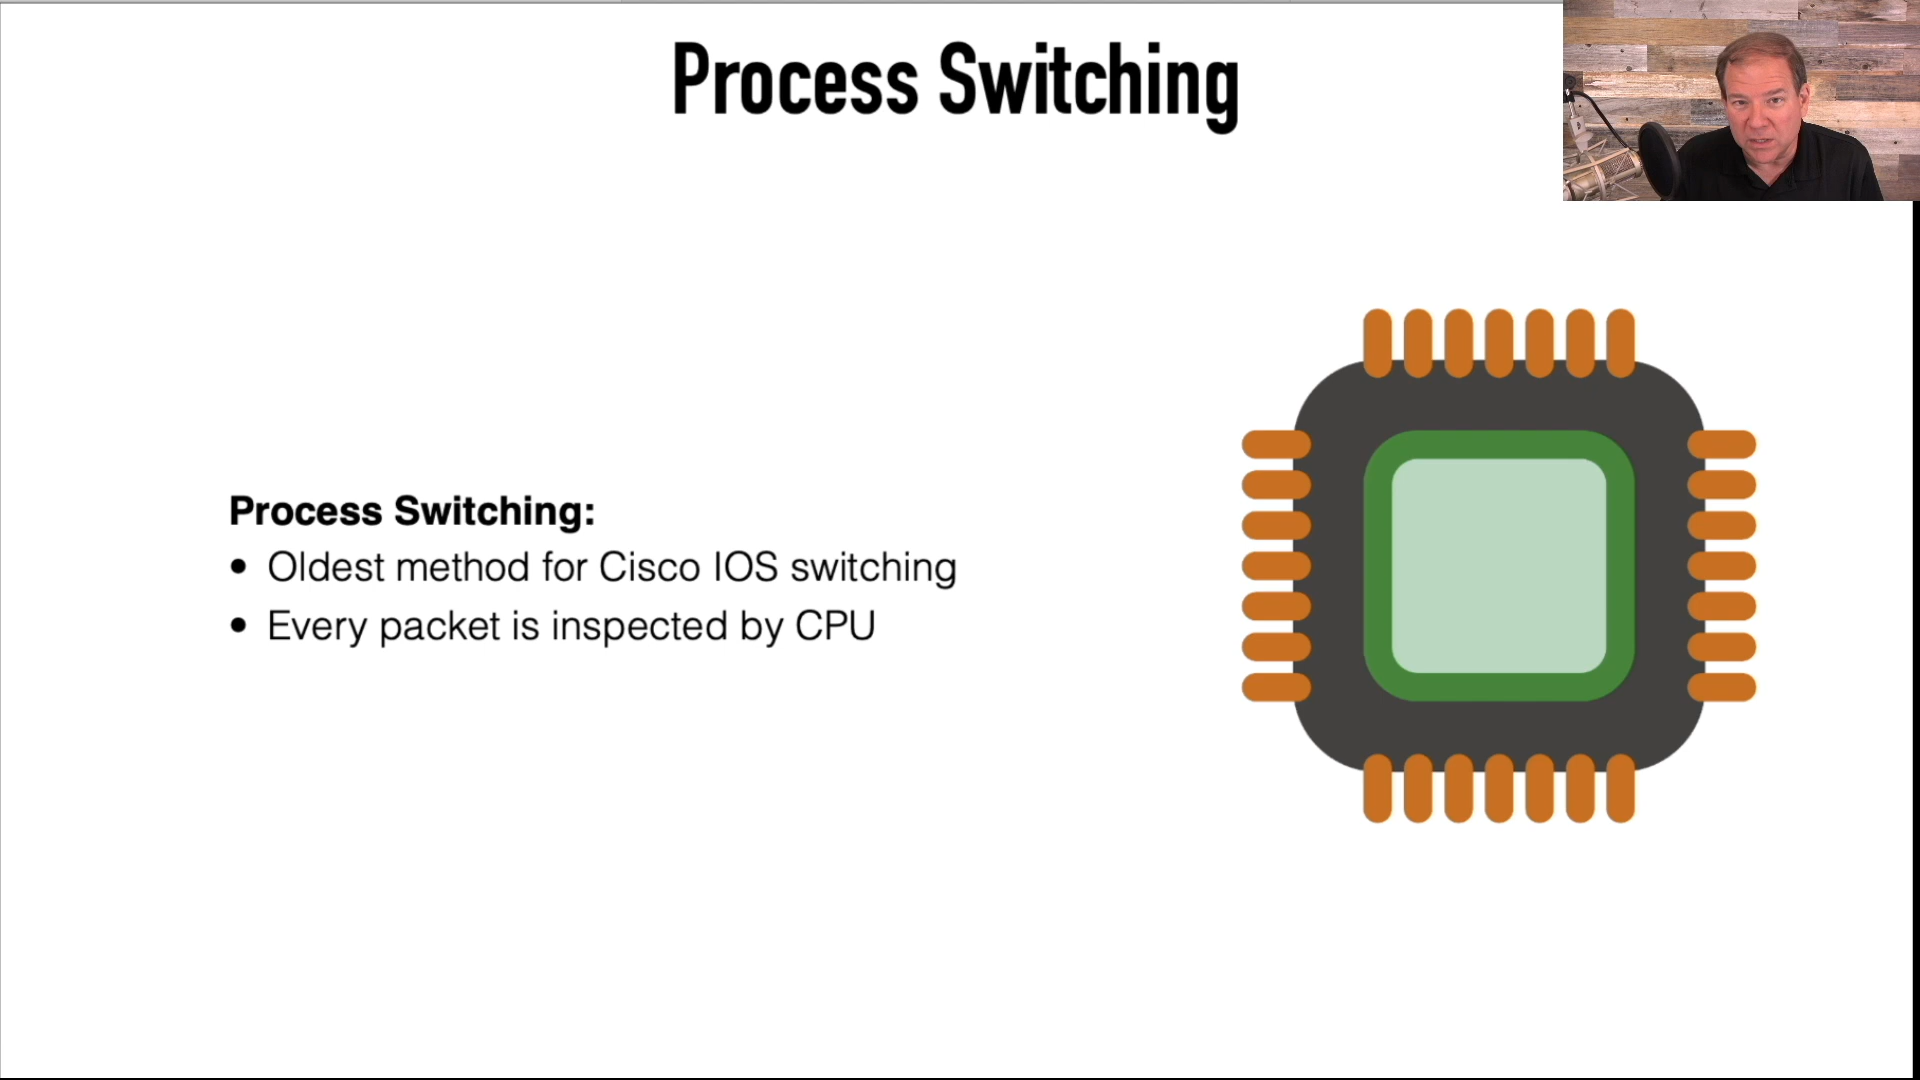 Process Switching
Process Switching:
• Oldest method for Cisco IOS switching
• Every packet is inspected by CPU